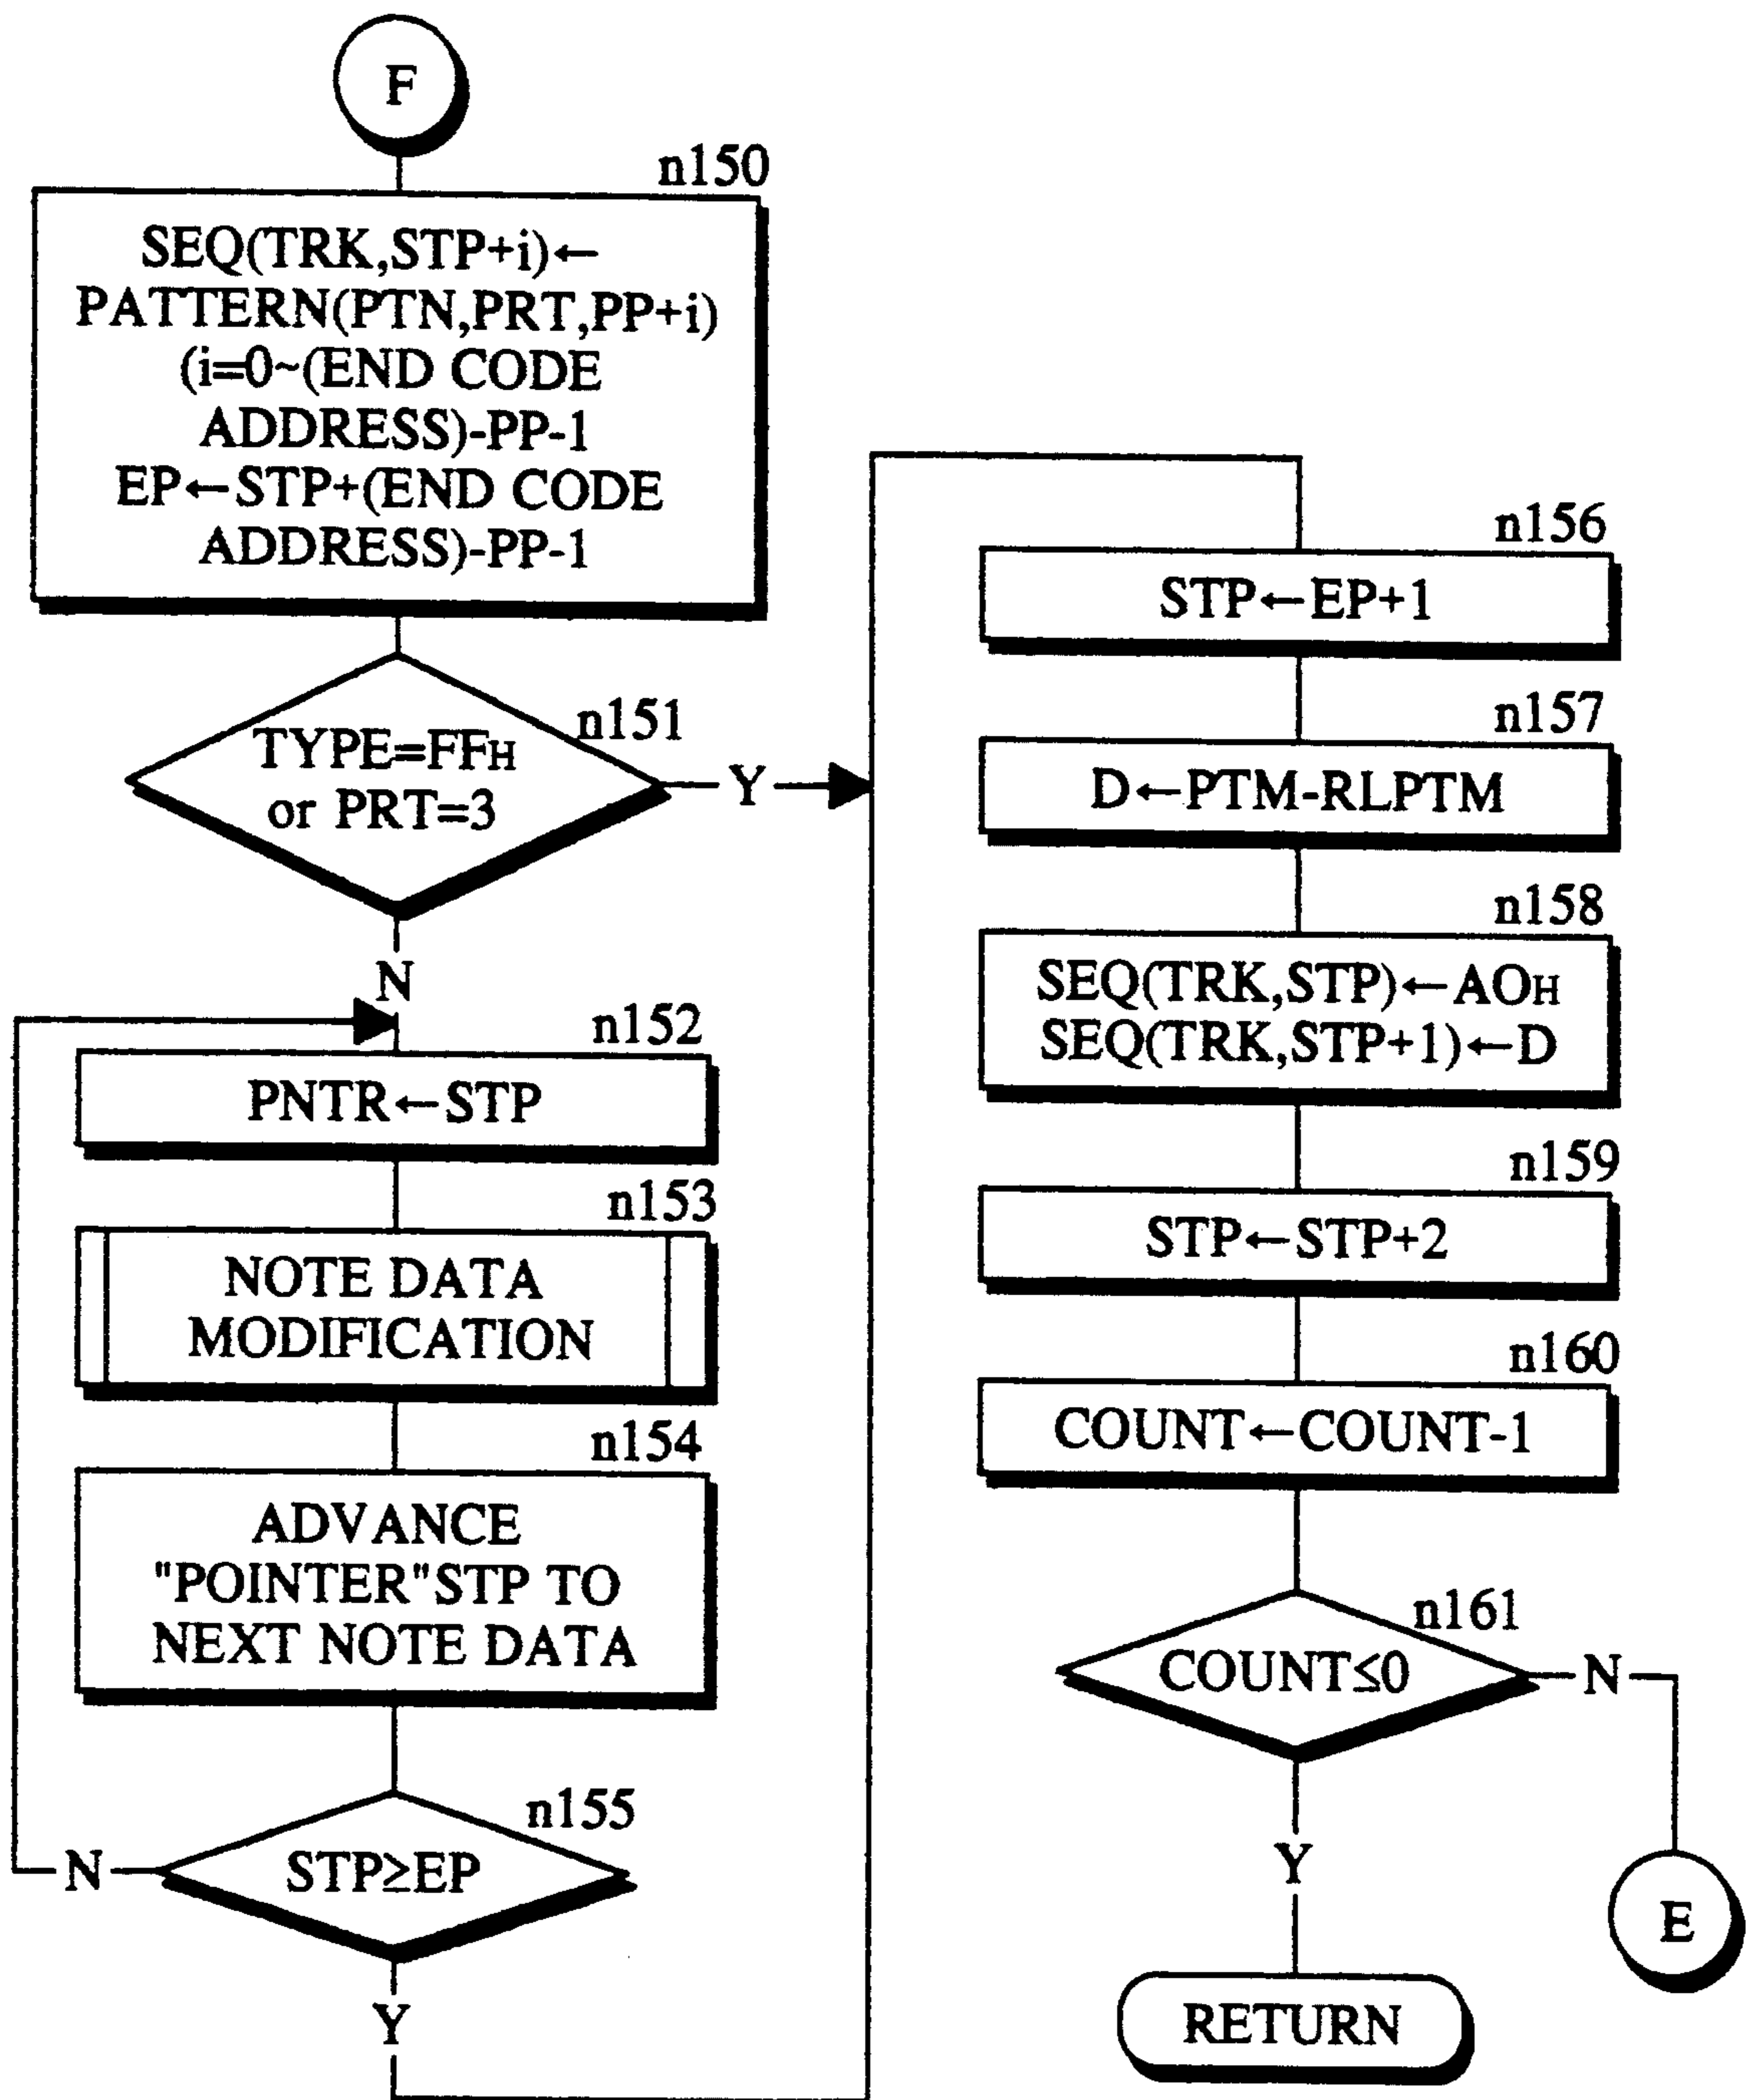 F
n150
SEQ(TRK,STP+i)←
PATTERN(PTN,PRT,PP+i)
(i=0~(END CODE
ADDRESS)-PP-1
EP←STP+(END CODE
ADDRESS)-PP-1
n151
TYPE=FFH
or PRT=3
Y
N
n152
PNTR←STP
n153
NOTE DATA
MODIFICATION
n154
ADVANCE
"POINTER"STP TO
NEXT NOTE DATA
n155
STP≥EP
N
Y
n156
STP←EP+1
n157
D←PTM-RLPTM
n158
SEQ(TRK,STP)←AOH
SEQ(TRK,STP+1)←D
n159
STP←STP+2
n160
COUNT←COUNT-1
n161
COUNT≤0
N
Y
E
RETURN